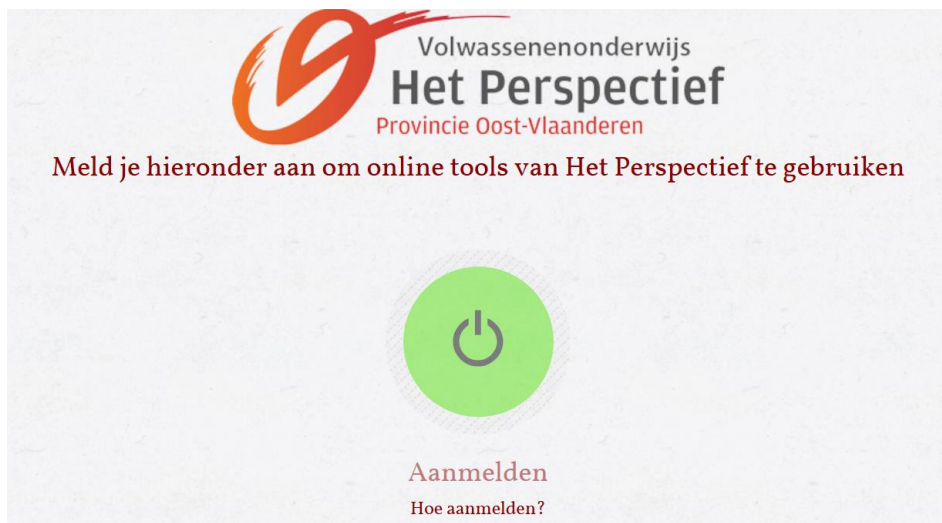 Volwassenenonderwijs
Het Perspectief
Provincie Oost-Vlaanderen
Meld je hieronder aan om online tools van Het Perspectief te gebruiken
Aanmelden
Hoe aanmelden?